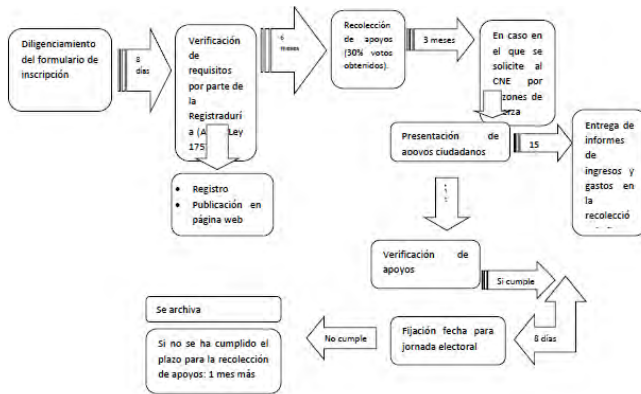 Diligenciamiento
del formulario de
inscripción
8
días
Verificación
de
requisitos
por parte de
la
Registradurí
a Ley
175
• Registro
• Publicación en
página web
6
meses
Recolección
de apoyos
(30% votos
obtenidos).
3 meses
En caso en
el que se
solicite al
CNE por
de
Presentación de
apoyos ciudadanos
15
Entrega de
informes
de
ingresos y
gastos en
la
recolecció
Verificación de
apoyos
Si cumple
8 días
Fijación fecha para
jornada electoral
No cumple
Se archiva
Si no se ha cumplido el
plazo para la recolección
de apoyos: 1 mes más